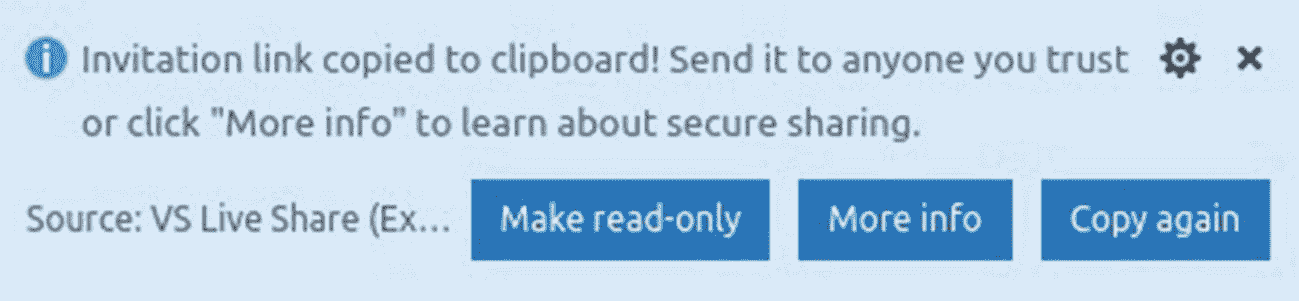 Invitation link copied to clipboard! Send it to anyone you trust
or click "More info" to learn about secure sharing.
Source: VS Live Share (Ex... Make read-only More info Copy again